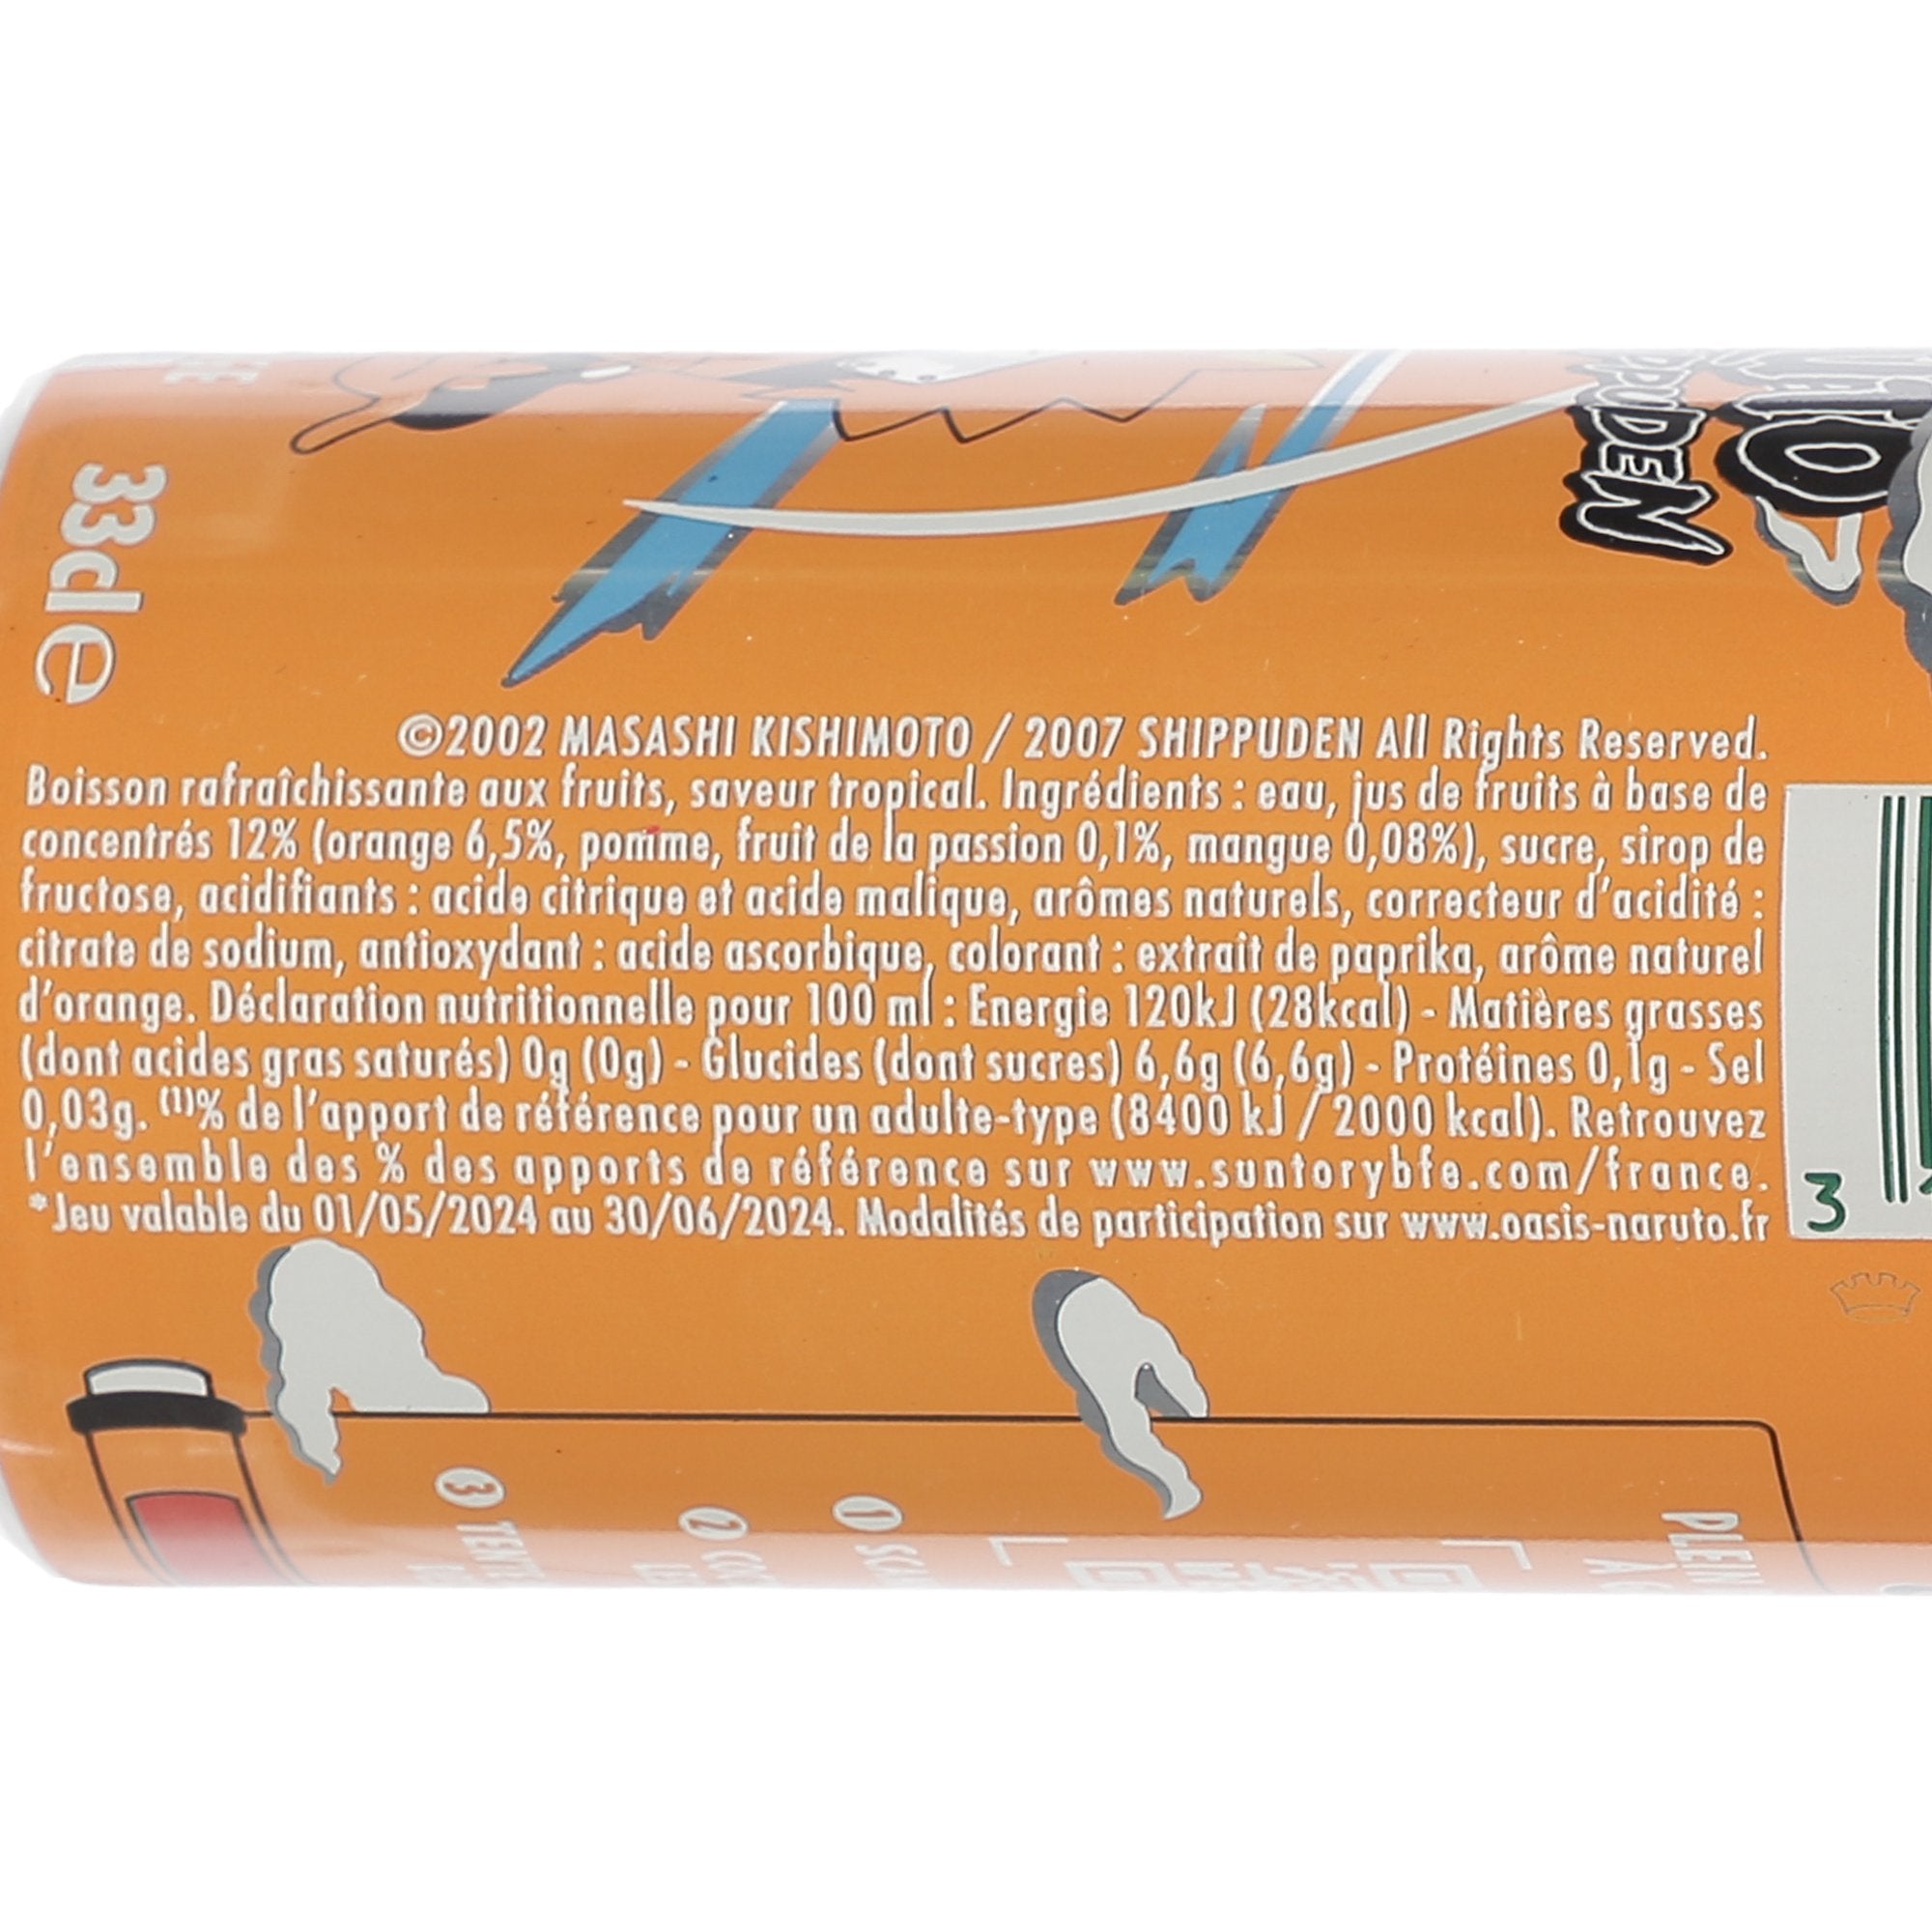 33cl e
SHIPPUDEN
©2002 MASASHI KISHIMOTO / 2007 SHIPPUDEN All Rights Reserved.
Boisson rafraîchissante aux fruits, saveur tropical. Ingrédients : eau, jus de fruits à base de
concentrés 12% (orange 6,5%, pomme, fruit de la passion 0,1%, mangue 0,08%), sucre, sirop de
fructose, acidifiants : acide citrique et acide malique, arômes naturels, correcteur d'acidité :
citrate de sodium, antioxydant : acide ascorbique, colorant : extrait de paprika, arôme naturel
d'orange. Déclaration nutritionnelle pour 100 ml : Energie 120kJ (28kcal) - Matières grasses
(dont acides gras saturés) 0g (0g) - Glucides (dont sucres) 6,6g (6,6g) - Protéines 0,1g - Sel
0,03g. ⁽¹⁾% de l'apport de référence pour un adulte-type (8400 kJ / 2000 kcal). Retrouvez
l'ensemble des % des apports de référence sur www.suntorybfe.com/france.
*Jeu valable du 01/05/2024 au 30/06/2024. Modalités de participation sur www.oasis-naruto.fr
3
PLEIN
À
1
2
3